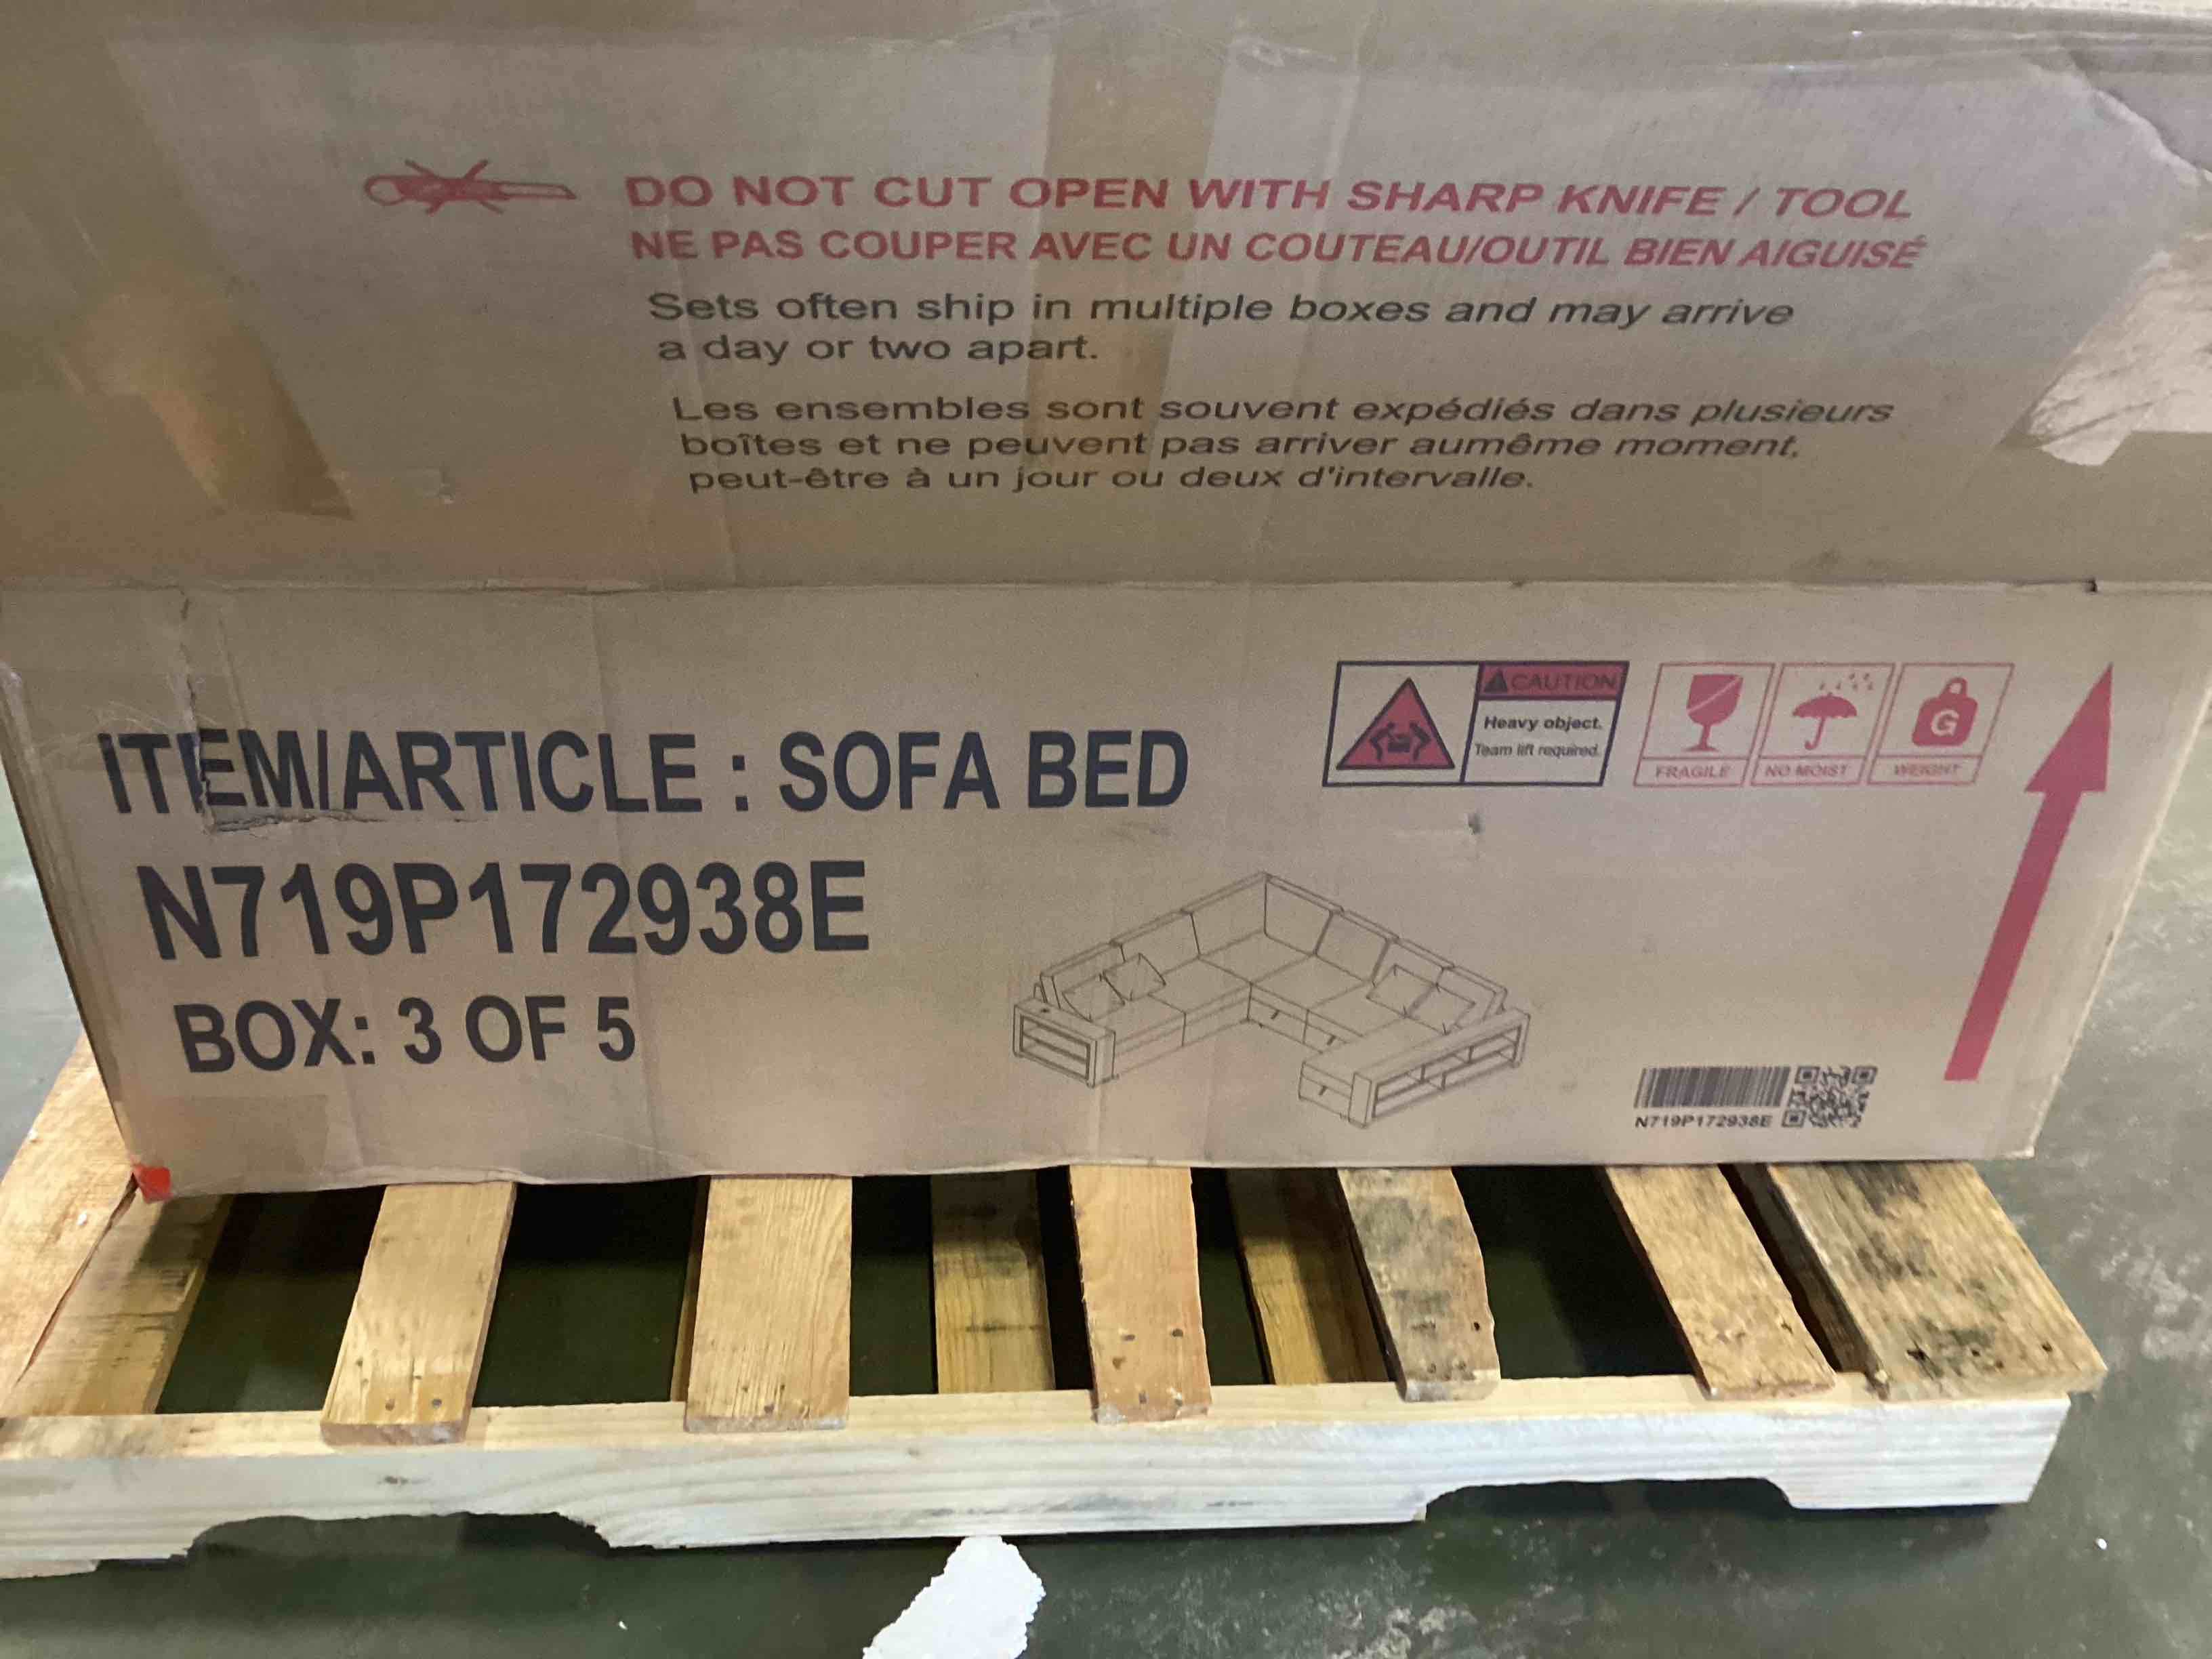 DO NOT CUT OPEN WITH SHARP KNIFE / TOOL
NE PAS COUPER AVEC UN COUTEAU/OUTIL BIEN AIGUISÉ
Sets often ship in multiple boxes and may arrive
a day or two apart.
Les ensembles sont souvent expédiés dans plusieurs
boîtes et ne peuvent pas arriver aumême moment,
peut-être à un jour ou deux d'intervalle.
CAUTION
Heavy object.
Team lift required.
G
FRAGILE
NO MOIST
WEIGHT
ITEM/ARTICLE : SOFA BED
N719P172938E
BOX: 3 OF 5
N719P172938E